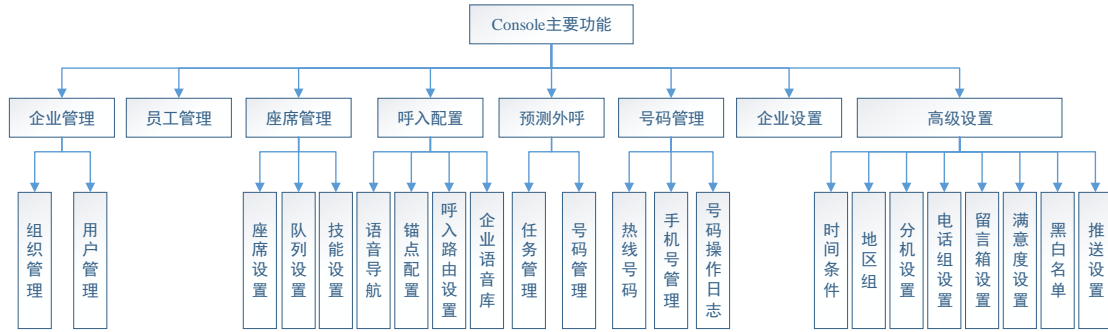 Console主要功能
企业管理
员工管理
座席管理
呼入配置
预测外呼
号码管理
企业设置
高级设置
组织管理
用户管理
座席设置
队列设置
技能设置
语音导航
锚点配置
呼入路由设置
企业语音库
任务管理
号码管理
热线号码
手机号管理
号码操作日志
时间条件
地区组
分机设置
电话组设置
留言箱设置
满意度设置
黑白名单
推送设置